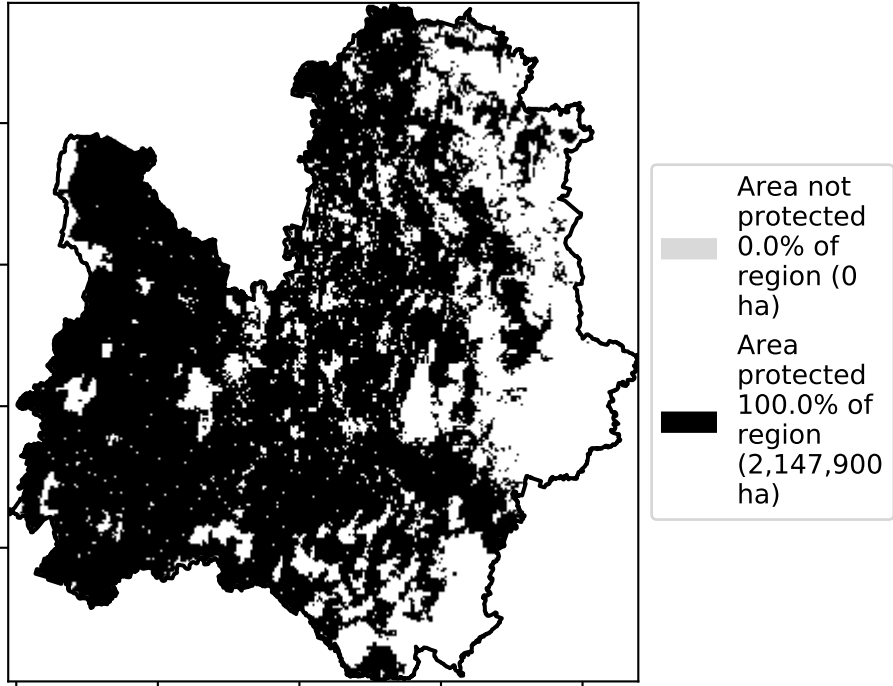 Area not
protected
0.0% of
region (0
ha)
Area
protected
100.0% of
region
(2,147,900
ha)